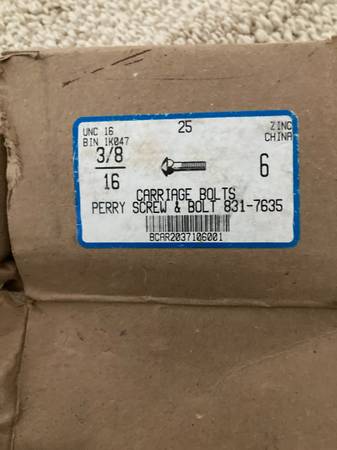 UNC 16 25 ZINC
BIN 1K047 CHINA
3/8
16 6
CARRIAGE BOLTS
PERRY SCREW & BOLT 831-7635
BCAR2037106001